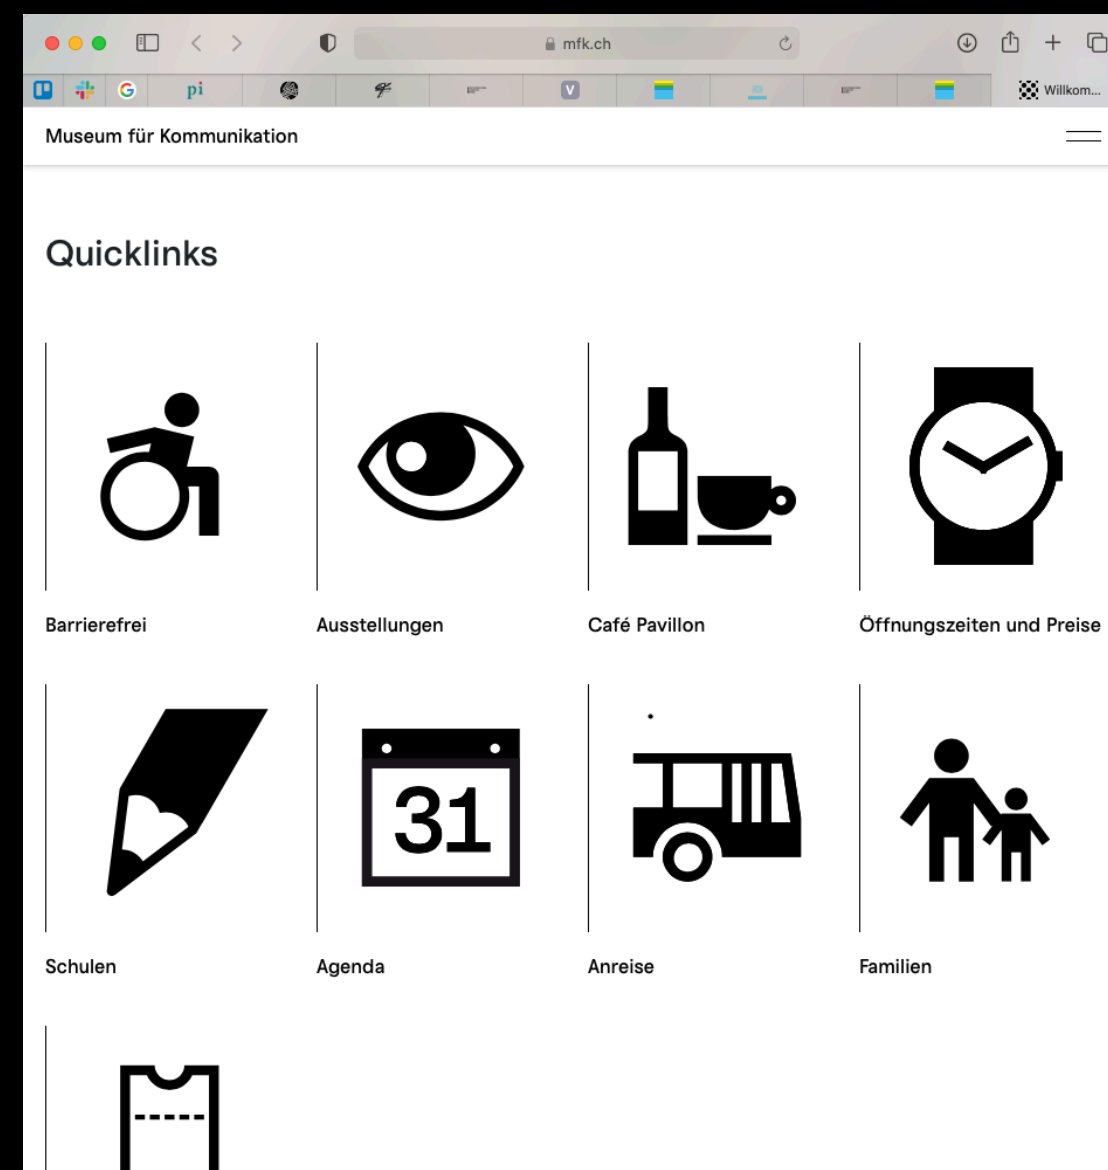 mfk.ch
pi
V
Willkom...
Museum für Kommunikation
Quicklinks
Barrierefrei
Ausstellungen
Café Pavillon
Öffnungszeiten und Preise
31
Schulen
Agenda
Anreise
Familien